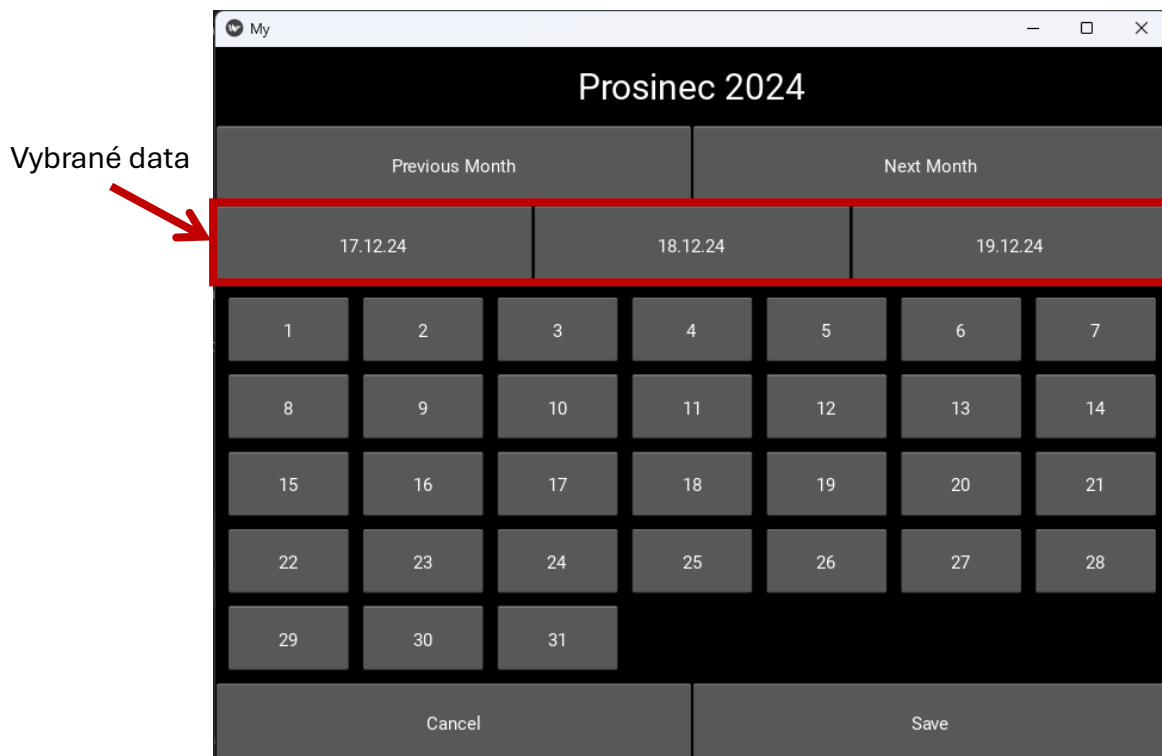 My
Prosinec 2024
Vybrané data
Previous Month Next Month
17.12.24 18.12.24 19.12.24
1 2 3 4 5 6 7
8 9 10 11 12 13 14
15 16 17 18 19 20 21
22 23 24 25 26 27 28
29 30 31
Cancel Save